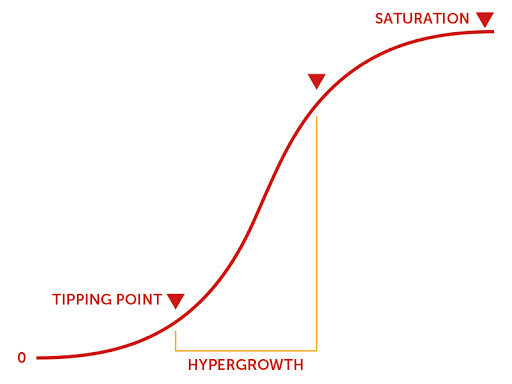 SATURATION
TIPPING POINT
0
HYPERGROWTH